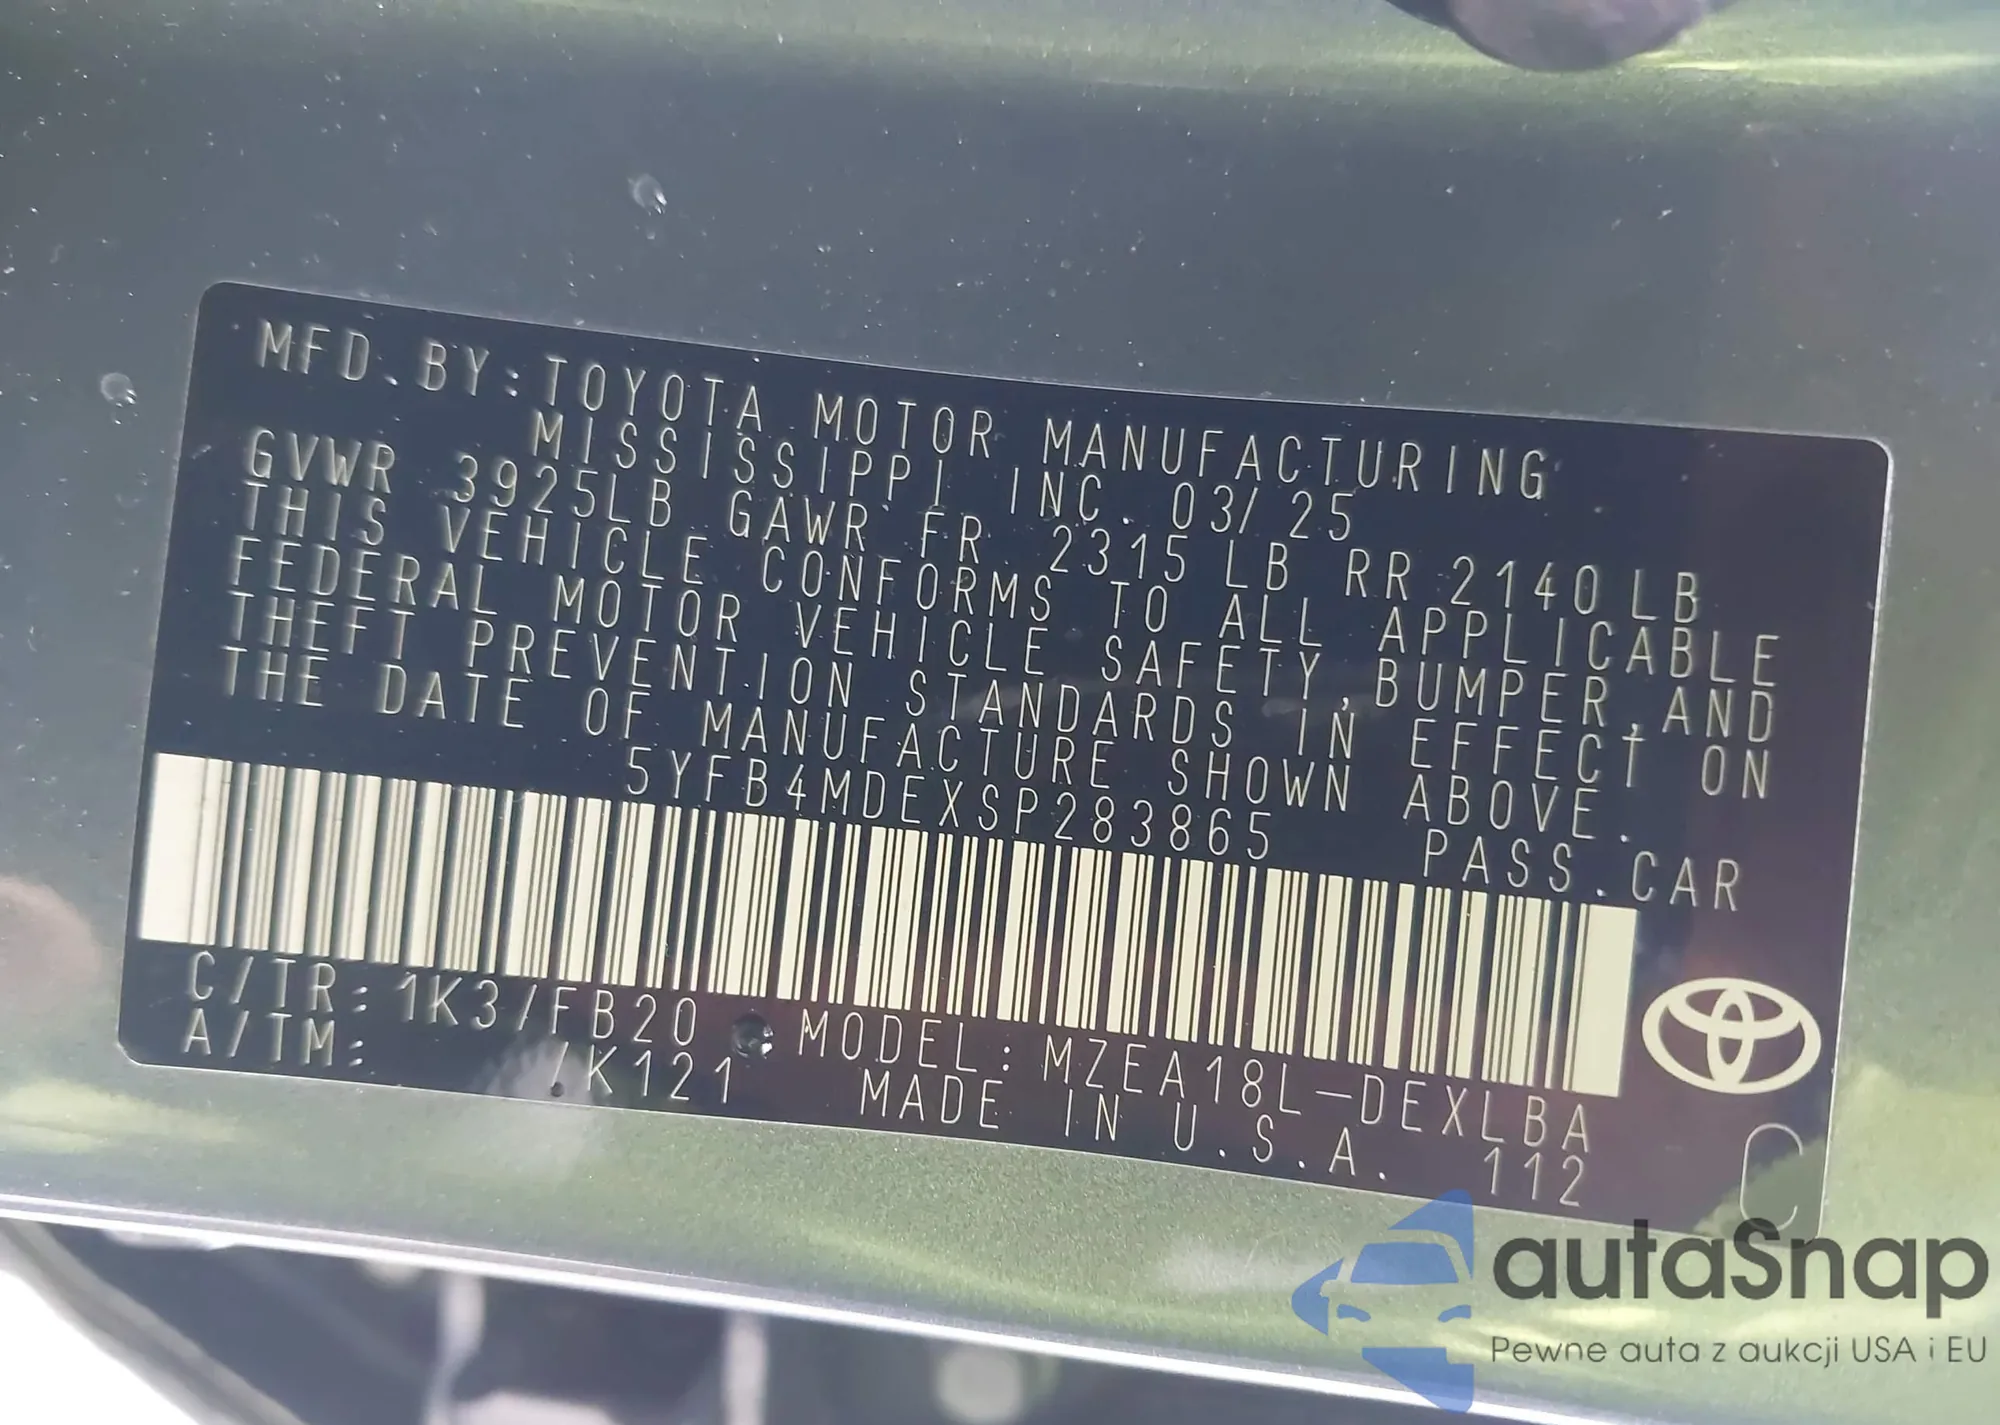 MFD.BY:TOYOTA MOTOR MANUFACTURING
MISSISSIPPI INC. 03/25
GVWR 3925LB GAWR FR 2315LB RR 2140LB
THIS VEHICLE CONFORMS TO ALL APPLICABLE
FEDERAL MOTOR VEHICLE SAFETY,BUMPER,AND
THEFT PREVENTION STANDARDS IN EFFECT ON
THE DATE OF MANUFACTURE SHOWN ABOVE.
5YFB4MDEXSP283865 PASS.CAR
C/TR:1K3/FB20 MODEL:MZEA18L-DEXLBA
A/TM: /K121 MADE IN U.S.A. 112
C
autaSnap
Pewne auta z aukcji USA i EU